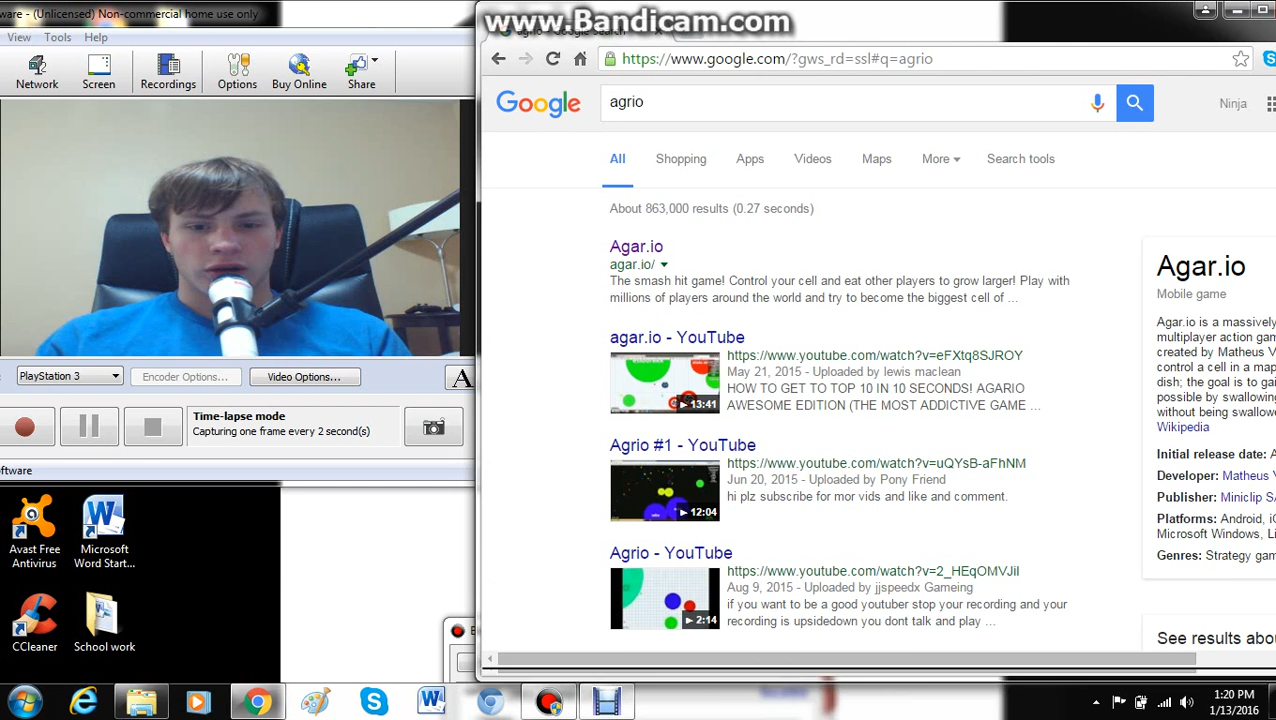 www.Bandicam.com
ware - (Unlicensed) Non-commercial home use only
View Tools Help
Network
Screen
Recordings
Options
Buy Online
Share
PlayStation 3
Encoder Options...
Video Options...
A
Time-lapse mode
Capturing one frame every 2 second(s)
oftware
Avast Free
Antivirus
Microsoft
Word Start...
CCleaner
School work
https://www.google.com/?gws_rd=ssl#q=agrio
Google
agrio
Ninja
All
Shopping
Apps
Videos
Maps
More
Search tools
About 863,000 results (0.27 seconds)
Agar.io
agar.io/
The smash hit game! Control your cell and eat other players to grow larger! Play with
millions of players around the world and try to become the biggest cell of ...
agar.io - YouTube
https://www.youtube.com/watch?v=eFXtq8SJROY
May 21, 2015 - Uploaded by lewis maclean
HOW TO GET TO TOP 10 IN 10 SECONDS! AGARIO
AWESOME EDITION (THE MOST ADDICTIVE GAME ...
13:41
Agrio #1 - YouTube
https://www.youtube.com/watch?v=uQYsB-aFhNM
Jun 20, 2015 - Uploaded by Pony Friend
hi plz subscribe for mor vids and like and comment.
12:04
Agrio - YouTube
https://www.youtube.com/watch?v=2_HEqOMVJiI
Aug 9, 2015 - Uploaded by jjspeedx Gameing
if you want to be a good youtuber stop your recording and your
recording is upsidedown you dont talk and play ...
2:14
Agar.io
Mobile game
Agar.io is a massively
multiplayer action gam
created by Matheus V
control a cell in a map
dish; the goal is to gai
possible by swallowing
without being swallowe
Wikipedia
Initial release date: A
Developer: Matheus V
Publisher: Miniclip SA
Platforms: Android, iO
Microsoft Windows, Li
Genres: Strategy gam
See results abou
1:20 PM
1/13/2016